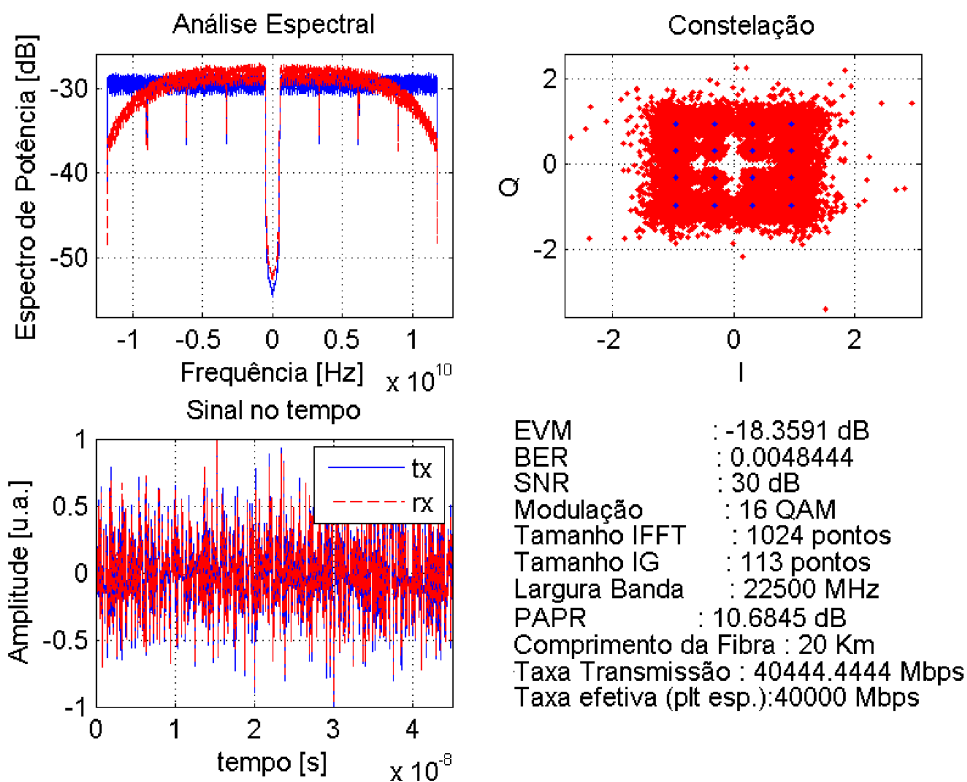 Análise Espectral
Espectro de Potência [dB]
-30
-40
-50
-1
-0.5
0
0.5
1
Frequência [Hz]
x 10^10
Constelação
Q
2
0
-2
-2
0
2
I
Sinal no tempo
Amplitude [u.a.]
1
0.5
0
-0.5
-1
tx
rx
0
1
2
3
4
tempo [s]
x 10^-8
EVM : -18.3591 dB
BER : 0.0048444
SNR : 30 dB
Modulação : 16 QAM
Tamanho IFFT : 1024 pontos
Tamanho IG : 113 pontos
Largura Banda : 22500 MHz
PAPR : 10.6845 dB
Comprimento da Fibra : 20 Km
Taxa Transmissão : 40444.4444 Mbps
Taxa efetiva (plt esp.):40000 Mbps